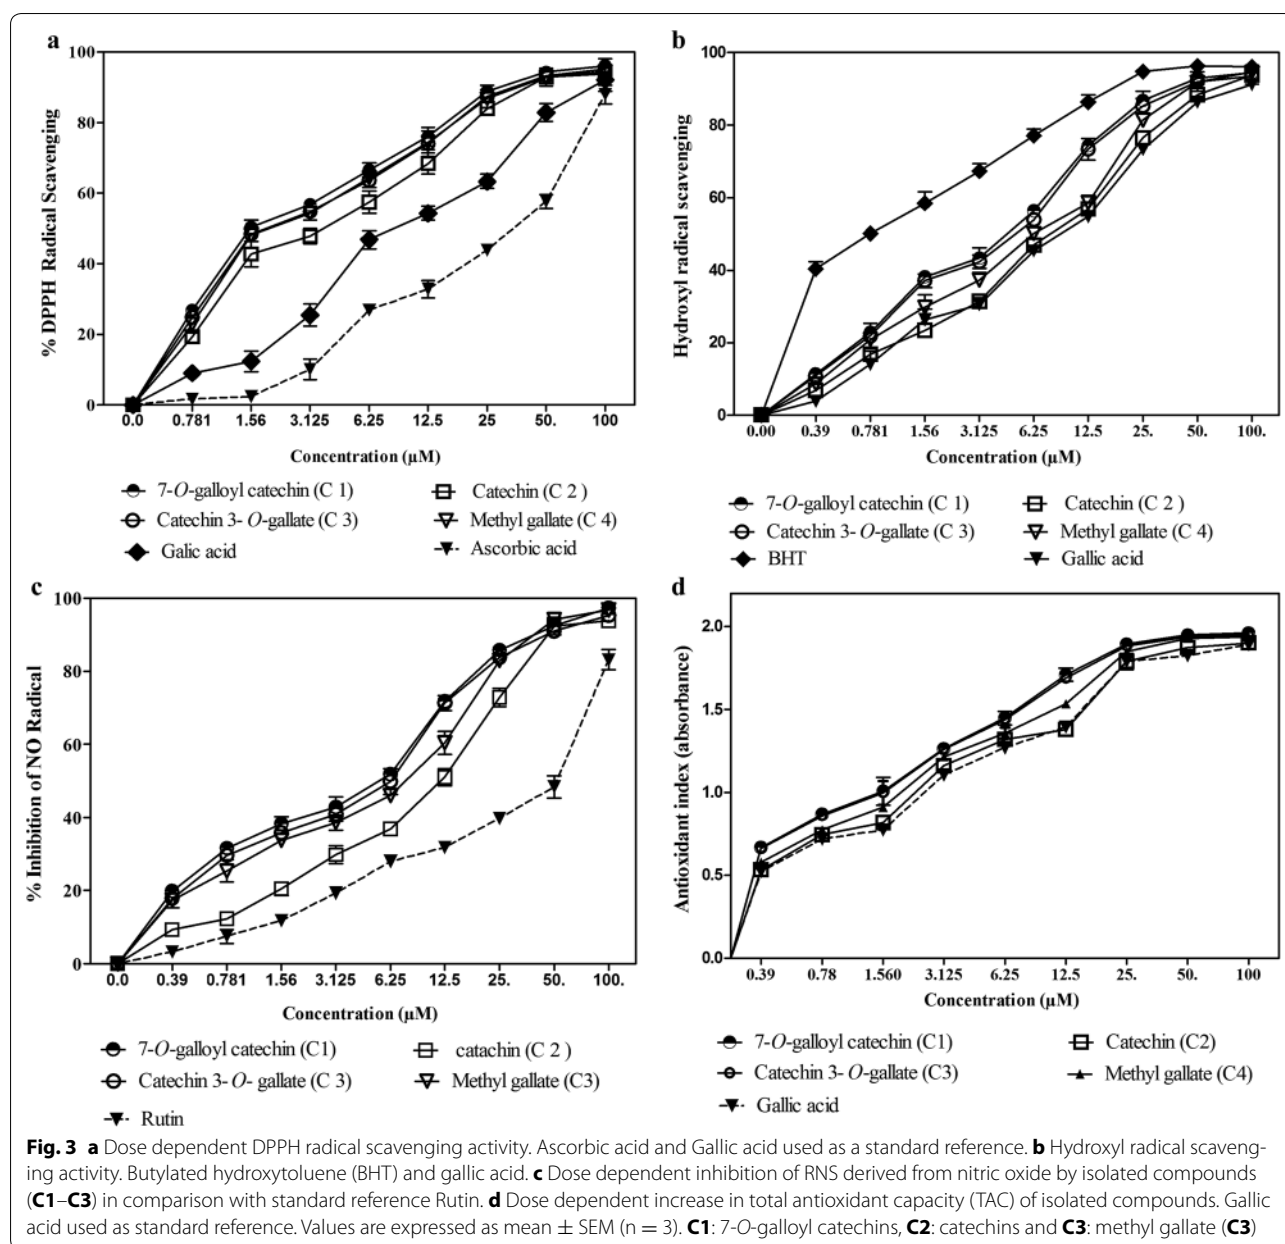 a
% DPPH Radical Scavenging
100
80
60
40
20
0
0.0 0.781 1.56 3.125 6.25 12.5 25 50. 100
Concentration (µM)
7-O-galloyl catechin (C 1) Catechin (C 2 )
Catechin 3- O-gallate (C 3) Methyl gallate (C 4)
Galic acid Ascorbic acid
b
Hydroxyl radical scavenging
100
80
60
40
20
0
0.00 0.39 0.781 1.56 3.125 6.25 12.5 25. 50. 100.
Concentration (µM)
7-O-galloyl catechin (C 1) Catechin (C 2 )
Catechin 3- O-gallate (C 3) Methyl gallate (C 4)
BHT Gallic acid
c
% Inhibition of NO Radical
100
80
60
40
20
0
0.0 0.39 0.781 1.56 3.125 6.25 12.5 25. 50. 100.
Concentration (µM)
7-O-galloyl catechin (C1) catachin (C 2 )
Catechin 3-O- gallate (C 3) Methyl gallate (C3)
Rutin
d
Antioxidant index (absorbance)
2.0
1.5
1.0
0.5
0.0
0.39 0.78 1.560 3.125 6.25 12.5 25. 50. 100
Concentration (µM)
7-O-galloyl catechin (C1) Catechin (C2)
Catechin 3- O-gallate (C3) Methyl gallate (C4)
Gallic acid
Fig. 3 a Dose dependent DPPH radical scavenging activity. Ascorbic acid and Gallic acid used as a standard reference. b Hydroxyl radical scaveng-
ing activity. Butylated hydroxytoluene (BHT) and gallic acid. c Dose dependent inhibition of RNS derived from nitric oxide by isolated compounds
(C1–C3) in comparison with standard reference Rutin. d Dose dependent increase in total antioxidant capacity (TAC) of isolated compounds. Gallic
acid used as standard reference. Values are expressed as mean ± SEM (n = 3). C1: 7-O-galloyl catechins, C2: catechins and C3: methyl gallate (C3)